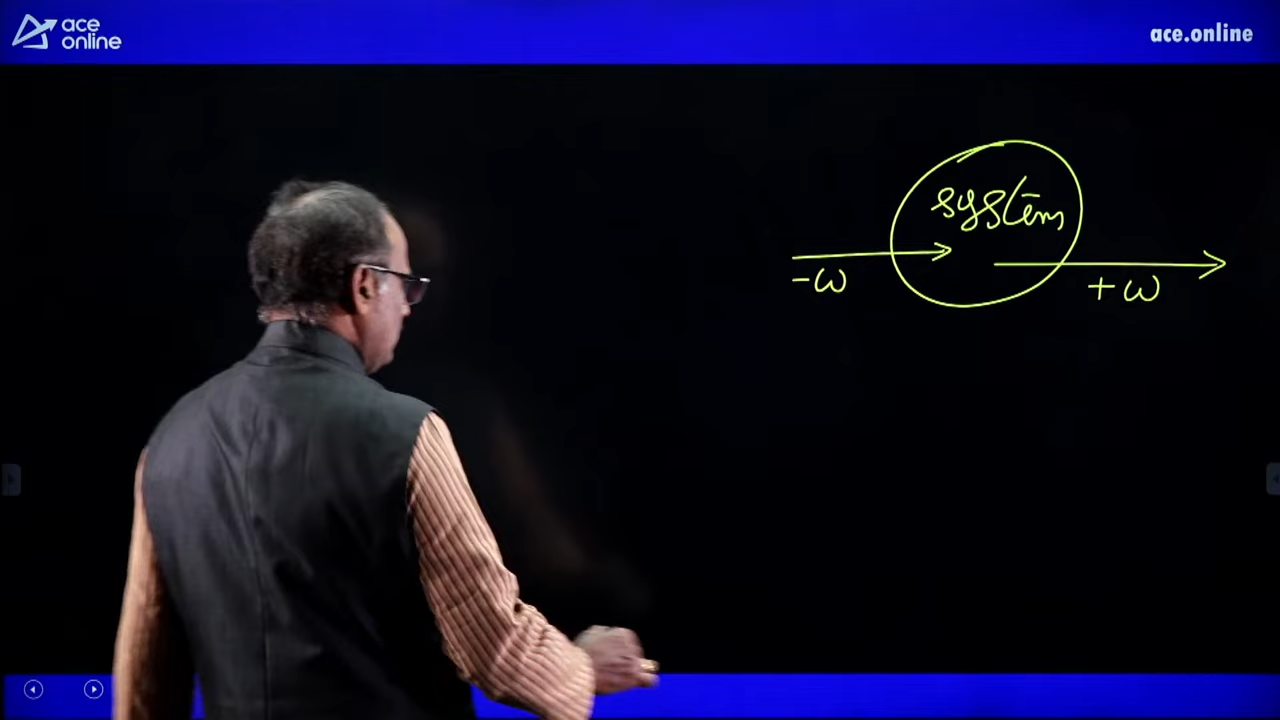 ace
online
ace.online
system
-ω
+ω